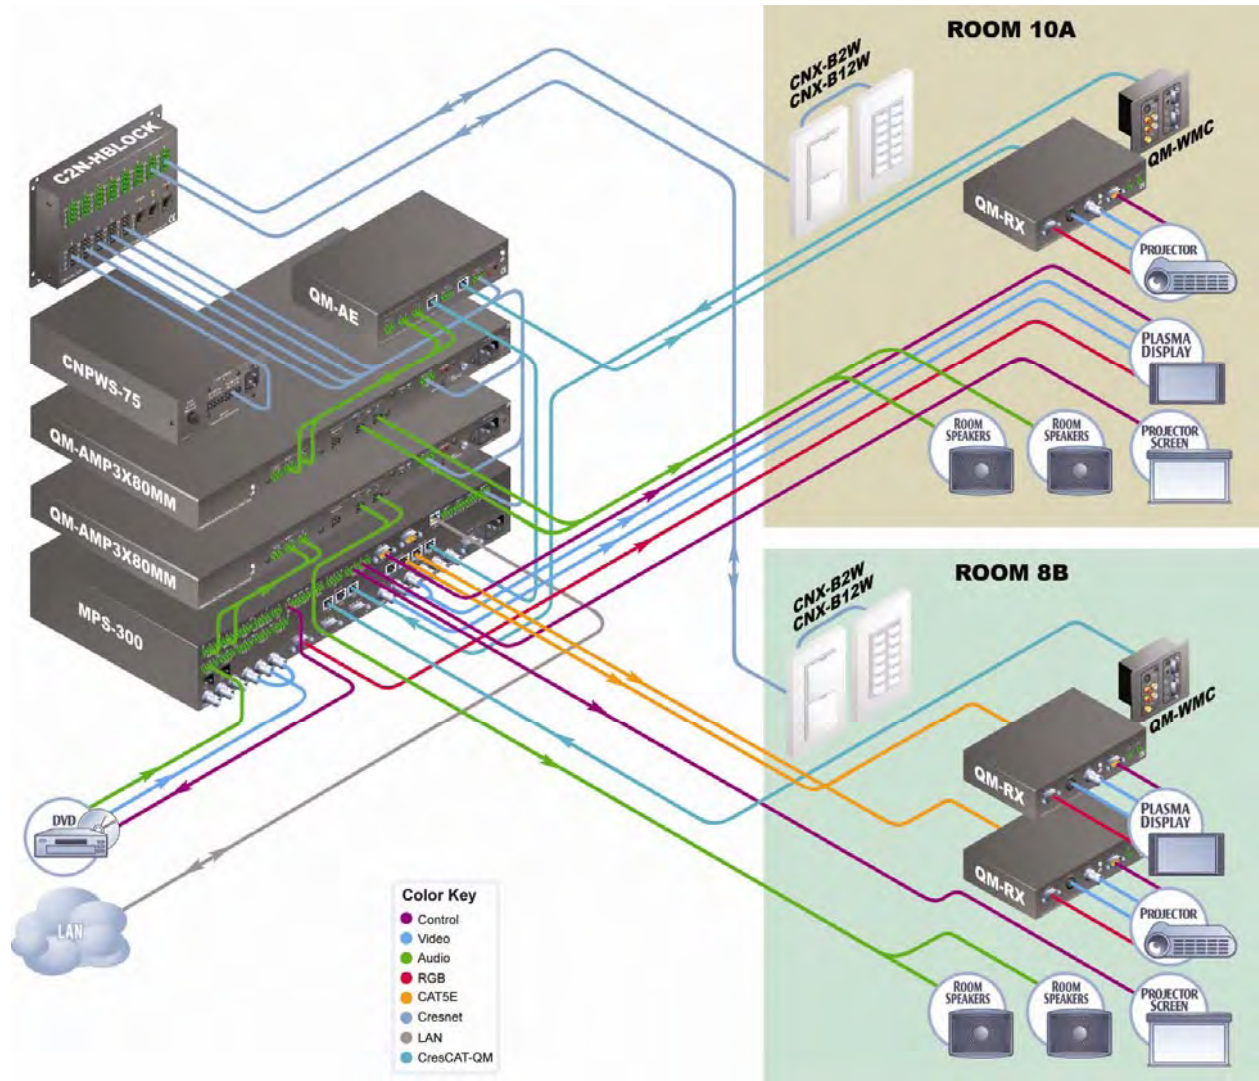 ROOM 10A
CNX-B2W
CNX-B12W
QM-WMC
QM-RX
PROJECTOR
PLASMA
DISPLAY
ROOM
SPEAKERS
ROOM
SPEAKERS
PROJECTOR
SCREEN
C2N-HBLOCK
QM-AE
CNPWS-75
QM-AMP3X80MM
QM-AMP3X80MM
MPS-300
DVD
LAN
Color Key
Control
Video
Audio
RGB
CAT5E
Cresnet
LAN
CresCAT-QM
ROOM 8B
CNX-B2W
CNX-B12W
QM-WMC
QM-RX
PLASMA
DISPLAY
QM-RX
PROJECTOR
ROOM
SPEAKERS
ROOM
SPEAKERS
PROJECTOR
SCREEN